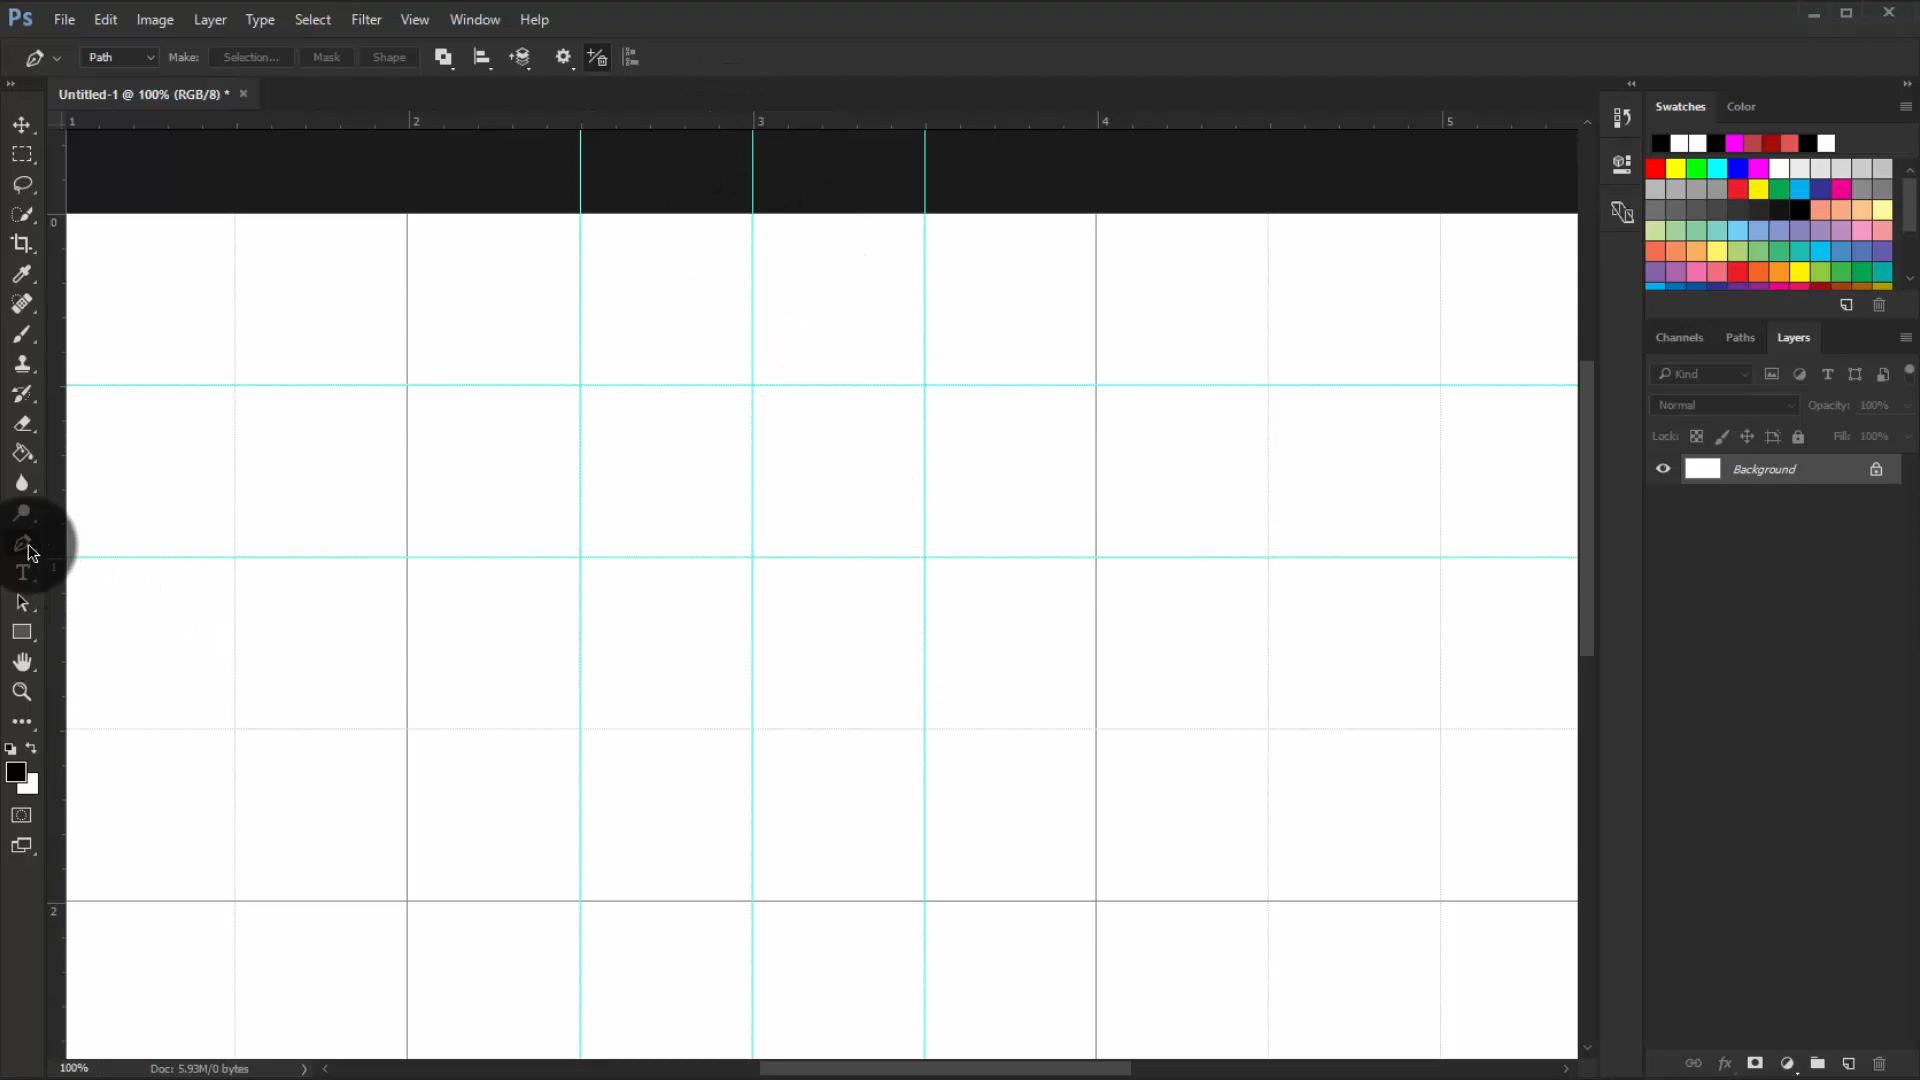 Ps File Edit Image Layer Type Select Filter View Window Help
Path Make: Selection... Mask Shape
Untitled-1 @ 100% (RGB/8) *
Swatches Color
1 2 3 4 5
0
1
2
Channels Paths Layers
Kind
Normal Opacity: 100%
Lock: Fill: 100%
Background
T
100% Doc: 5.93M/0 bytes
fx